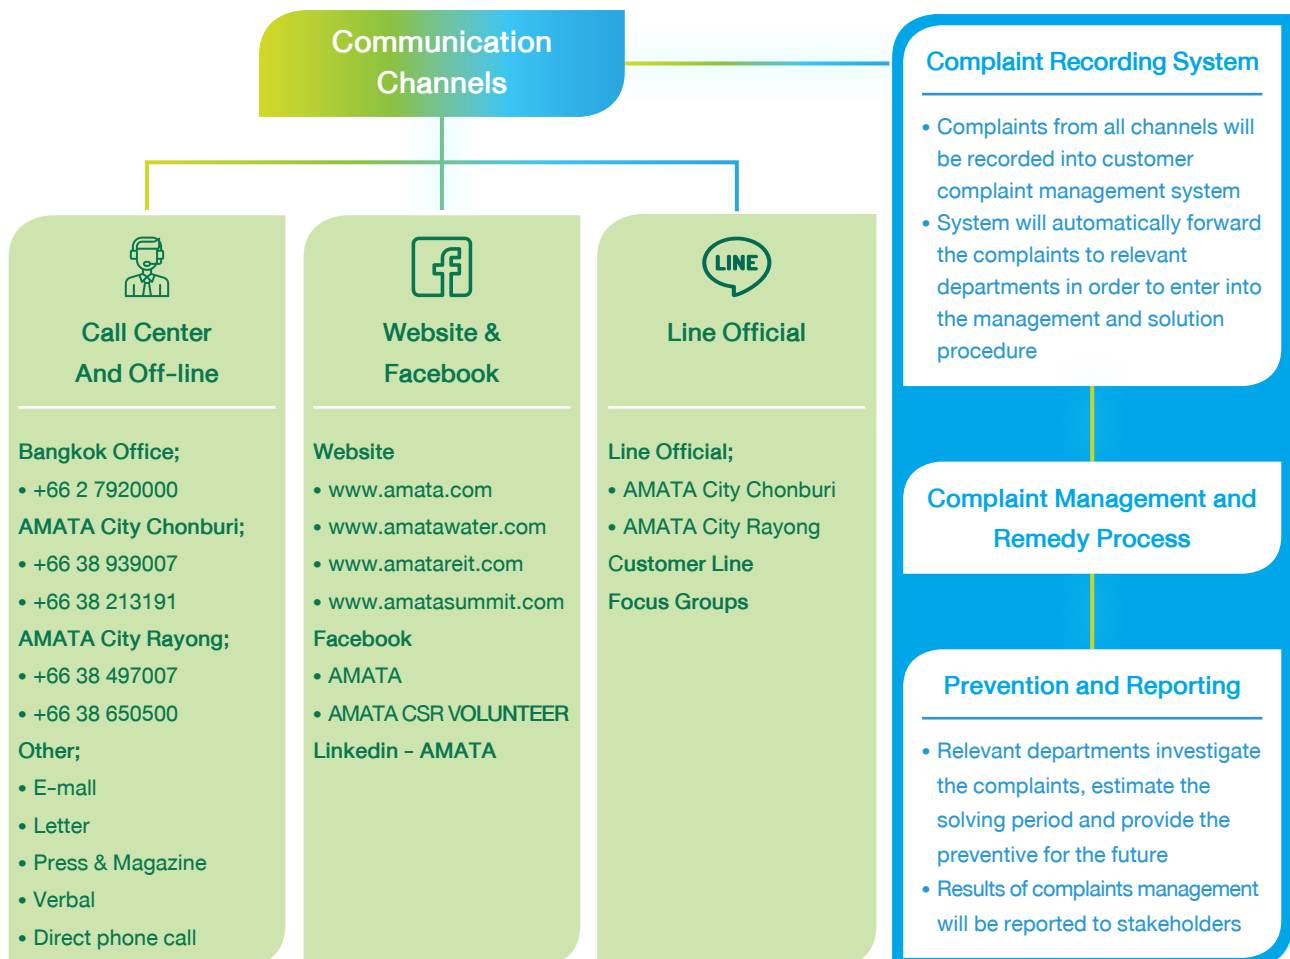 Communication
Channels
Call Center
And Off-line
Bangkok Office;
• +66 2 7920000
AMATA City Chonburi;
• +66 38 939007
• +66 38 213191
AMATA City Rayong;
• +66 38 497007
• +66 38 650500
Other;
• E-mall
• Letter
• Press & Magazine
• Verbal
• Direct phone call
Website &
Facebook
Website
• www.amata.com
• www.amatawater.com
• www.amatareit.com
• www.amatasummit.com
Facebook
• AMATA
• AMATA CSR VOLUNTEER
Linkedin - AMATA
LINE
Line Official
Line Official;
• AMATA City Chonburi
• AMATA City Rayong
Customer Line
Focus Groups
Complaint Recording System
• Complaints from all channels will
be recorded into customer
complaint management system
• System will automatically forward
the complaints to relevant
departments in order to enter into
the management and solution
procedure
Complaint Management and
Remedy Process
Prevention and Reporting
• Relevant departments investigate
the complaints, estimate the
solving period and provide the
preventive for the future
• Results of complaints management
will be reported to stakeholders